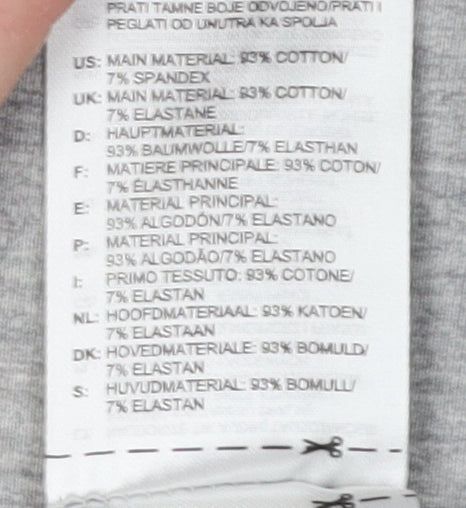 PRATI TAMNE BOJE ODVOJENO/PRATI I
PEGLATI OD UNUTRA KA SPOLJA
US: MAIN MATERIAL: 93% COTTON/
7% SPANDEX
UK: MAIN MATERIAL: 93% COTTON/
7% ELASTANE
D: HAUPTMATERIAL:
93% BAUMWOLLE/7% ELASTHAN
F: MATIERE PRINCIPALE: 93% COTON/
7% ÉLASTHANNE
E: MATERIAL PRINCIPAL:
93% ALGODÓN/7% ELASTANO
P: MATERIAL PRINCIPAL:
93% ALGODÃO/7% ELASTANO
I: PRIMO TESSUTO: 93% COTONE/
7% ELASTAN
NL: HOOFDMATERIAAL: 93% KATOEN/
7% ELASTAAN
DK: HOVEDMATERIALE: 93% BOMULD/
7% ELASTAN
S: HUVUDMATERIAL: 93% BOMULL/
7% ELASTAN